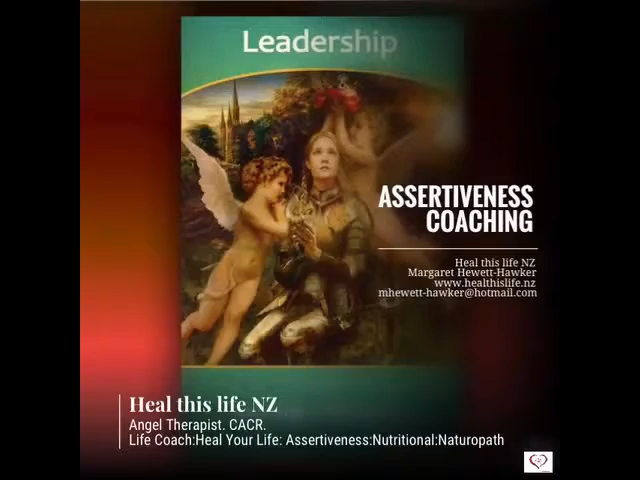 Leadership
ASSERTIVENESS
COACHING
Heal this life NZ
Margaret Hewett-Hawker
www.healthislife.nz
mhewett-hawker@hotmail.com
Heal this life NZ
Angel Therapist. CACR.
Life Coach:Heal Your Life: Assertiveness:Nutritional:Naturopath